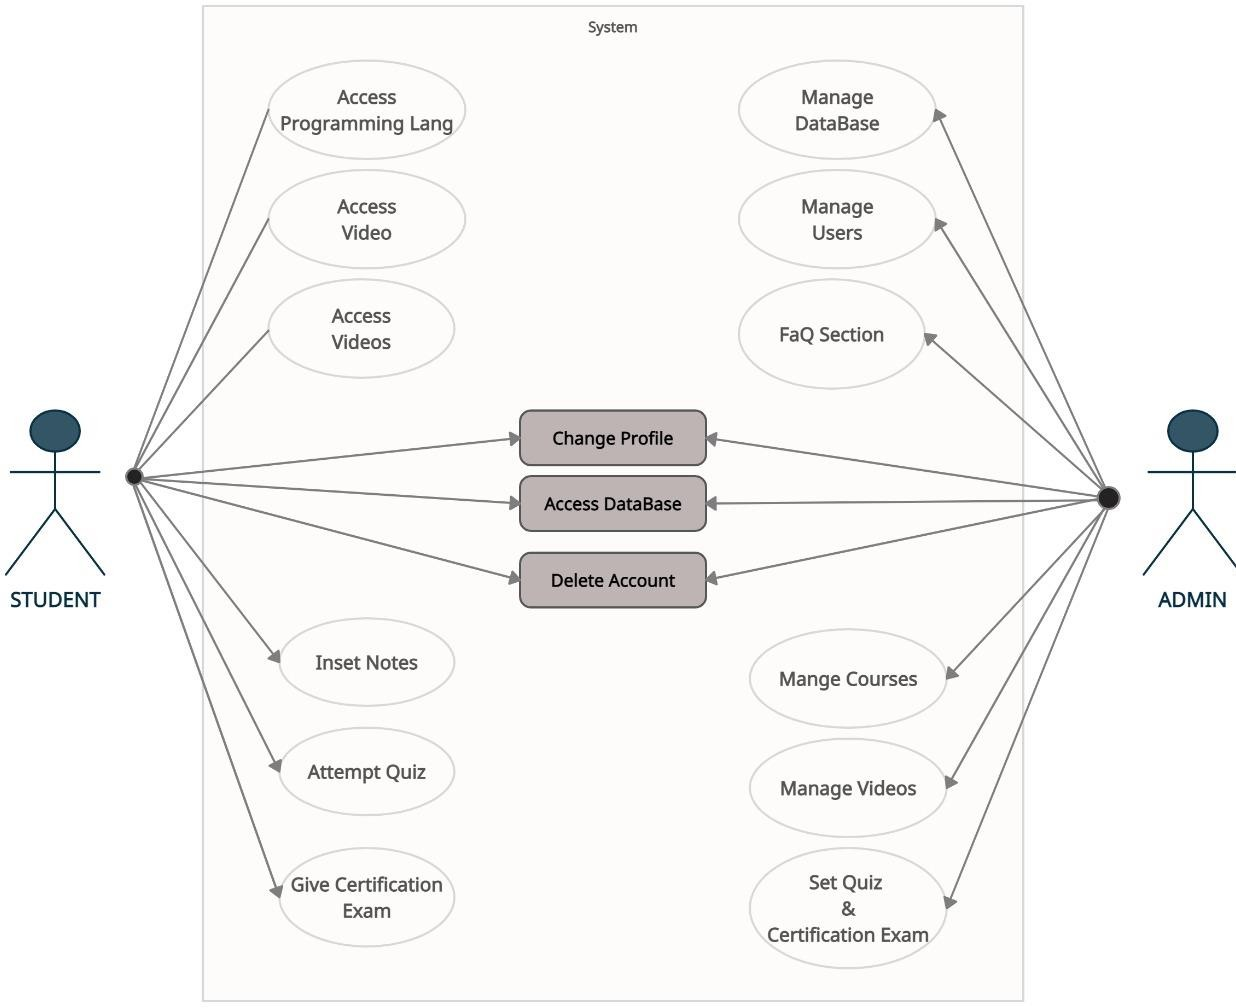 System
Access
Programming Lang
Access
Video
Access
Videos
Manage
DataBase
Manage
Users
FaQ Section
Change Profile
Access DataBase
Delete Account
STUDENT
ADMIN
Inset Notes
Attempt Quiz
Give Certification
Exam
Mange Courses
Manage Videos
Set Quiz
&
Certification Exam